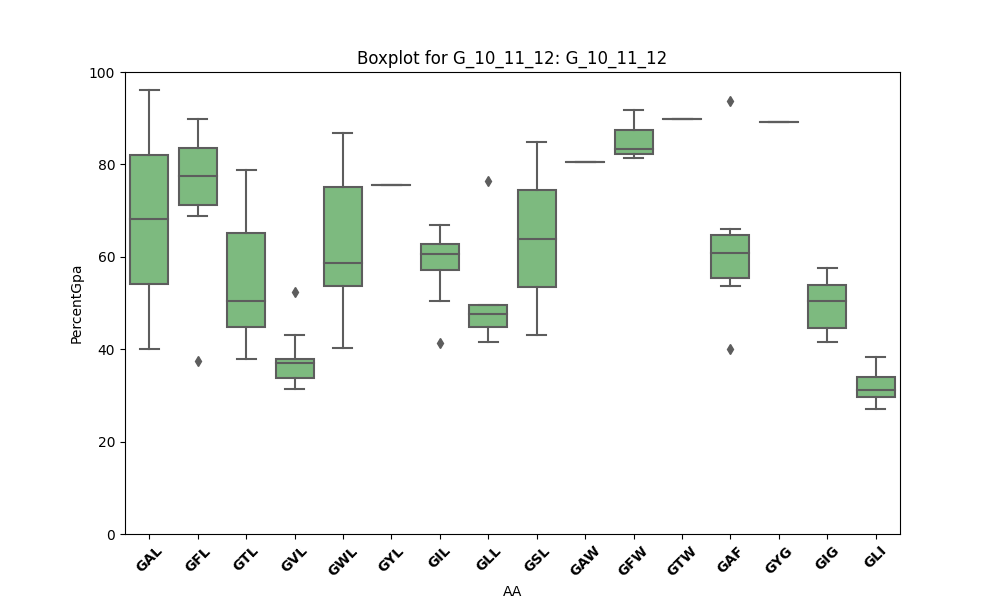 Boxplot for G_10_11_12: G_10_11_12
100
80
60
40
20
0
PercentGpa
GAL GFL GTL GVL GWL GYL GIL GLL GSL GAW GFW GTW GAF GYG GIG GLI
AA